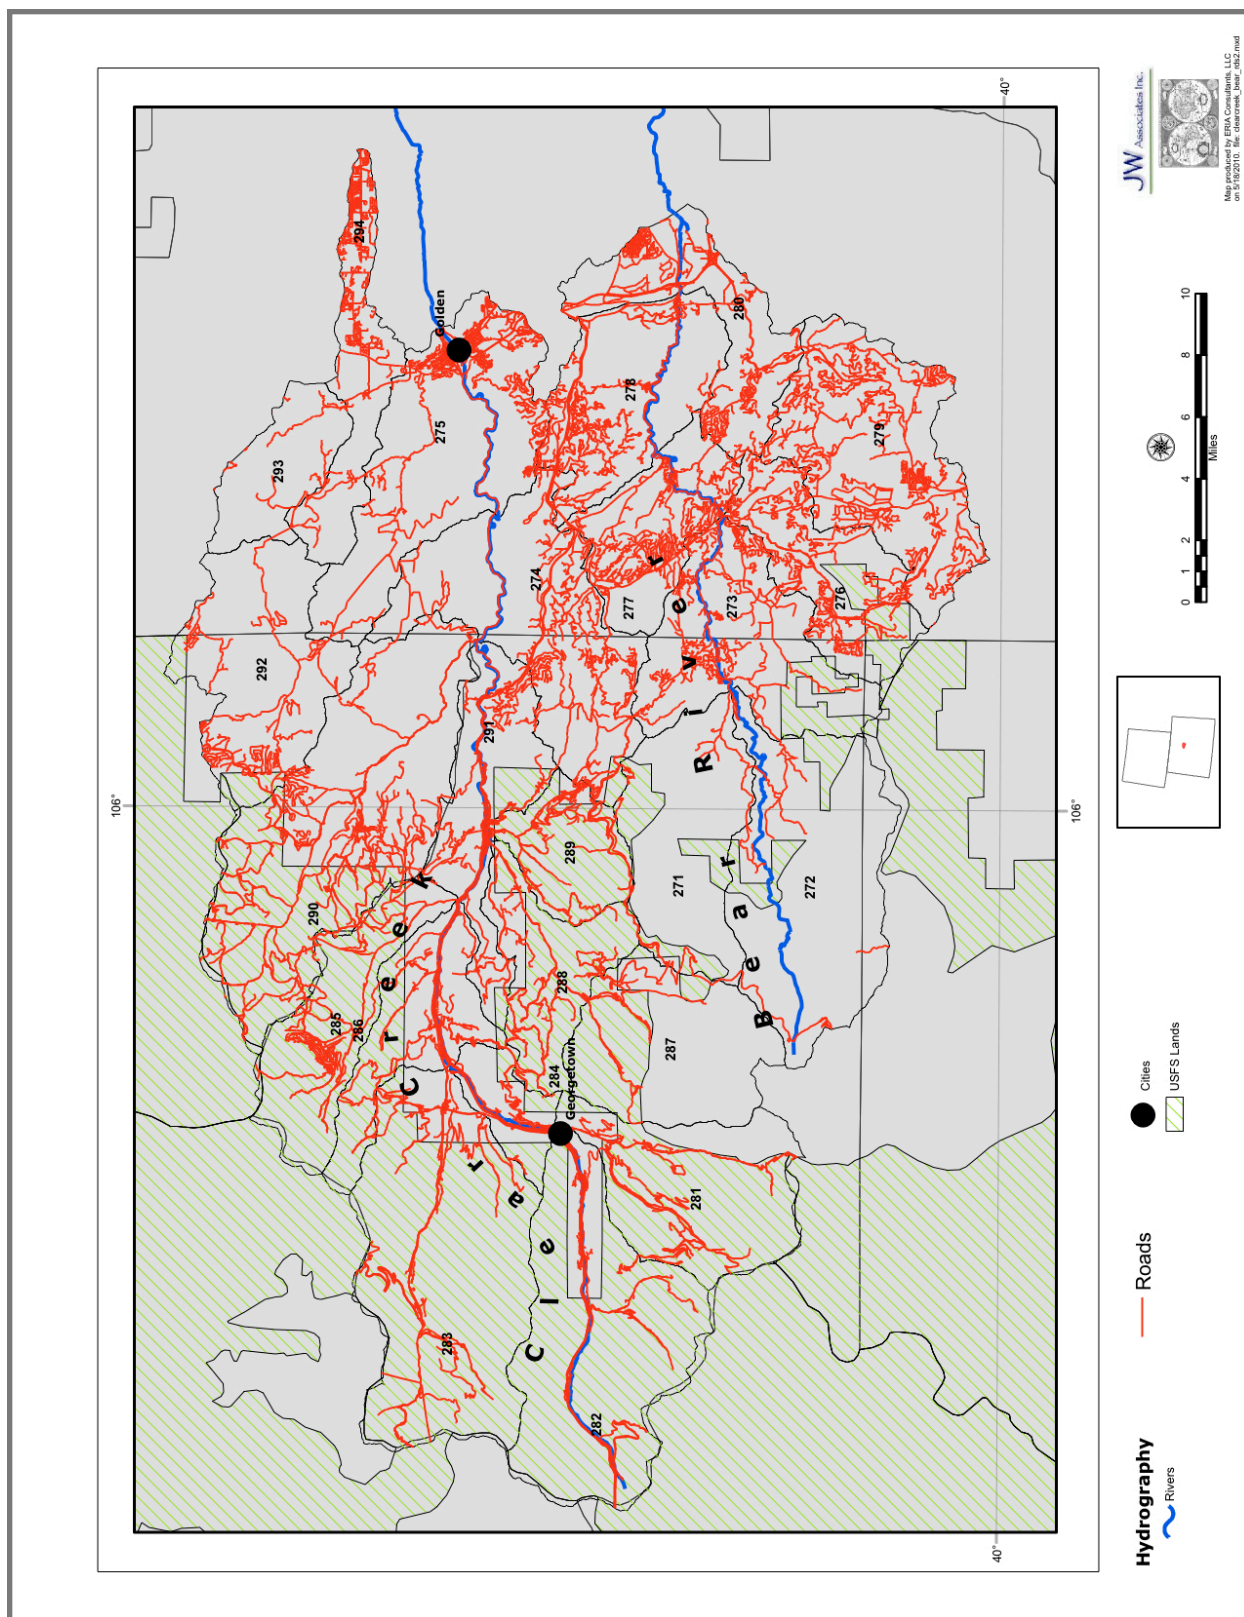 106°
106°
40°
40°
Clear Creek
Bear River
Golden
Georgetown
294
293
275
292
274
291
278
280
279
277
273
276
290
289
285
286
288
271
272
284
287
281
283
282
Hydrography
Rivers
Roads
Cities
USFS Lands
0 1 2 4 6 8 10
Miles
JW Associates Inc.
Map produced by ERIA Consultants, LLC
on 5/18/2010. file: clearcreek_bear_rds2.mxd